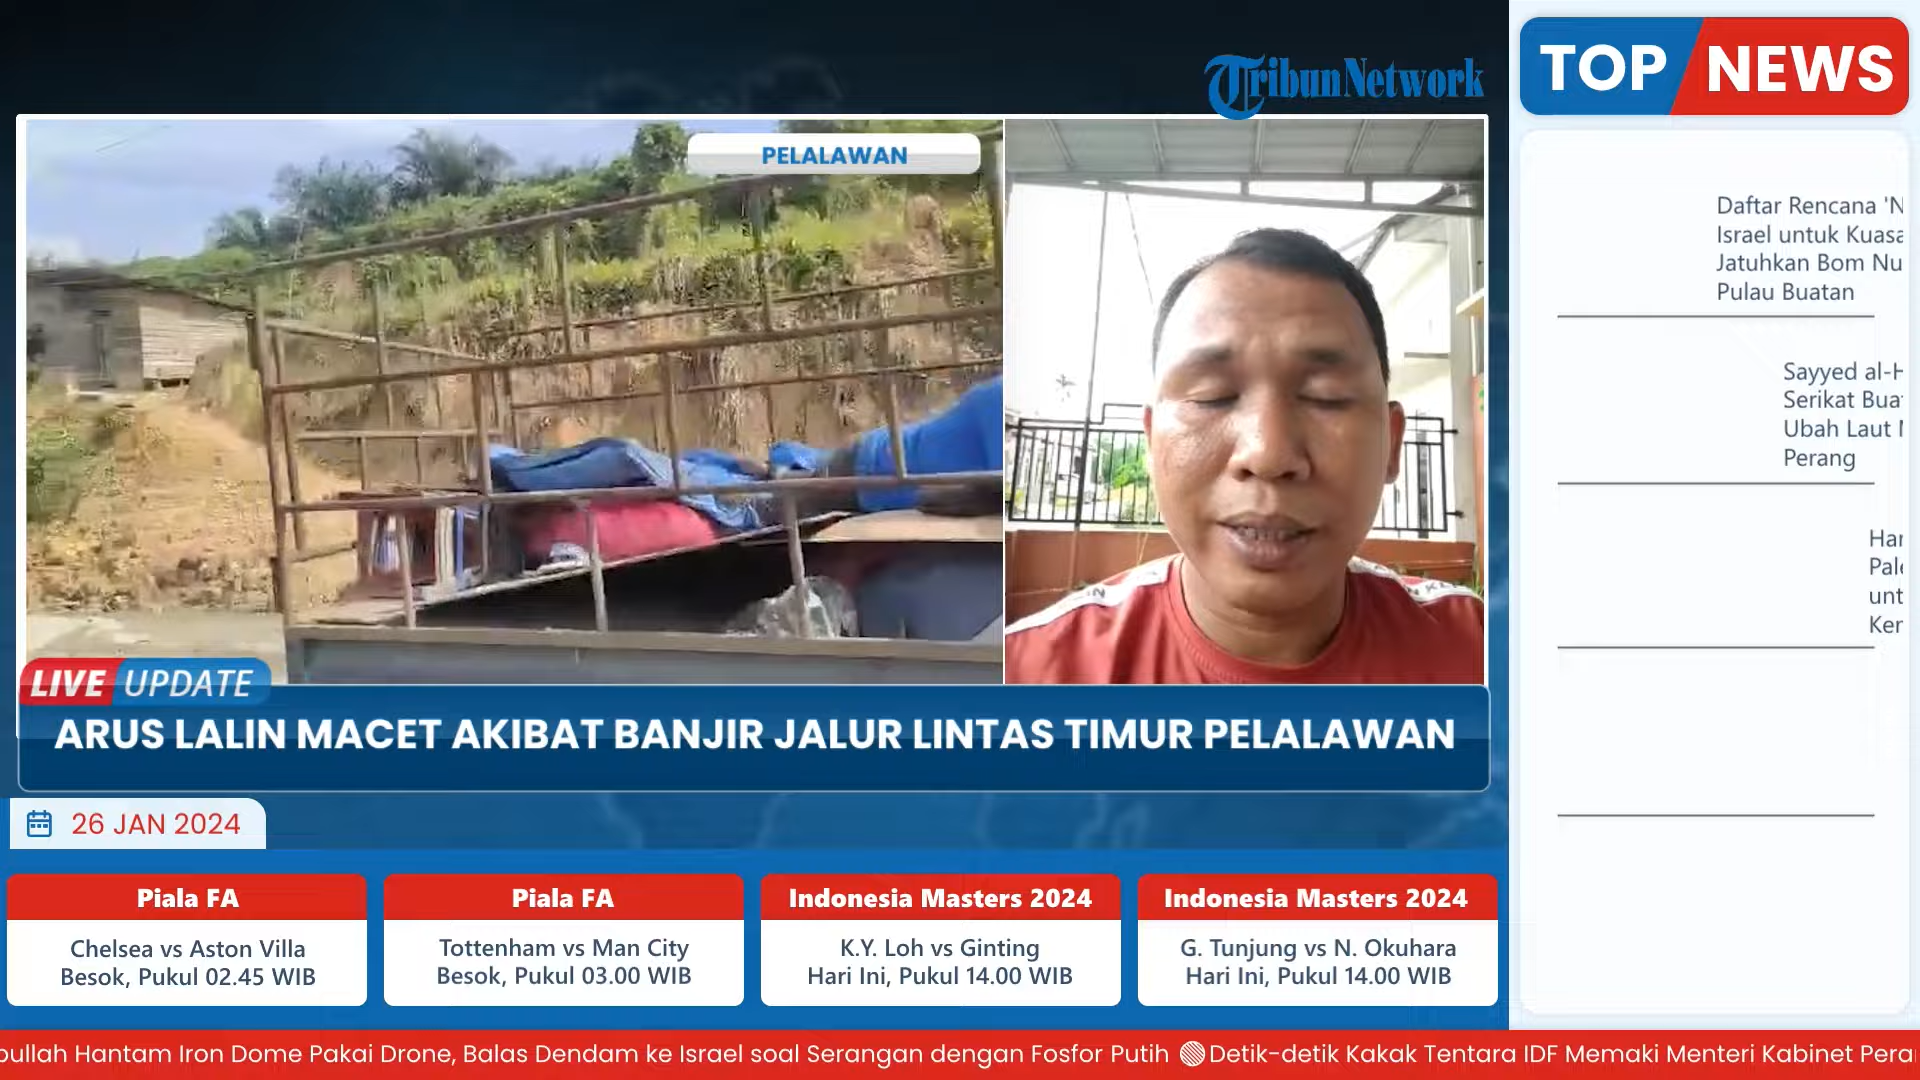 TribunNetwork
TOP NEWS
PELALAWAN
LIVE UPDATE
ARUS LALIN MACET AKIBAT BANJIR JALUR LINTAS TIMUR PELALAWAN
26 JAN 2024
Piala FA
Chelsea vs Aston Villa
Besok, Pukul 02.45 WIB
Piala FA
Tottenham vs Man City
Besok, Pukul 03.00 WIB
Indonesia Masters 2024
K.Y. Loh vs Ginting
Hari Ini, Pukul 14.00 WIB
Indonesia Masters 2024
G. Tunjung vs N. Okuhara
Hari Ini, Pukul 14.00 WIB
Daftar Rencana 'N
Israel untuk Kuasa
Jatuhkan Bom Nu
Pulau Buatan
Sayyed al-H
Serikat Bua
Ubah Laut
Perang
Har
Pale
unt
Ker
bullah Hantam Iron Dome Pakai Drone, Balas Dendam ke Israel soal Serangan dengan Fosfor Putih Detik-detik Kakak Tentara IDF Memaki Menteri Kabinet Pera